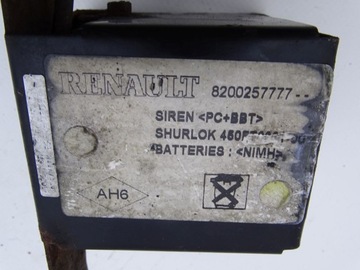 RENAULT 8200257777--
SIREN <PC+BBT>
SHURLOK
BATTERIES : <NIMH>
AH6